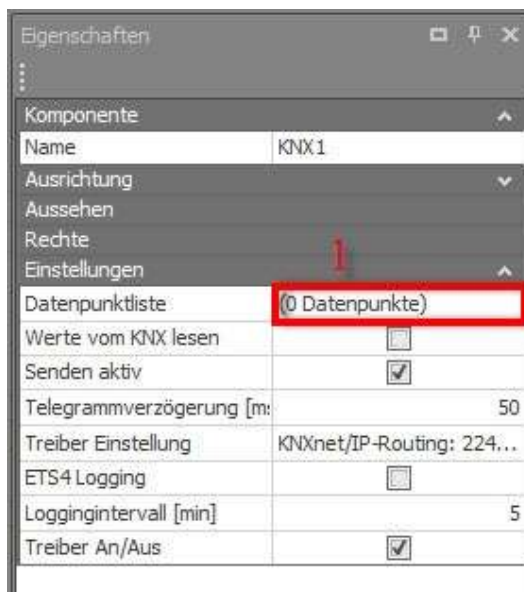 Eigenschaften
Komponente
Name KNX1
Ausrichtung
Aussehen
Rechte
1
Einstellungen
Datenpunktliste (0 Datenpunkte)
Werte vom KNX lesen
Senden aktiv
Telegrammverzögerung [m: 50
Treiber Einstellung KNXnet/IP-Routing: 224...
ETS4 Logging
Loggingintervall [min] 5
Treiber An/Aus